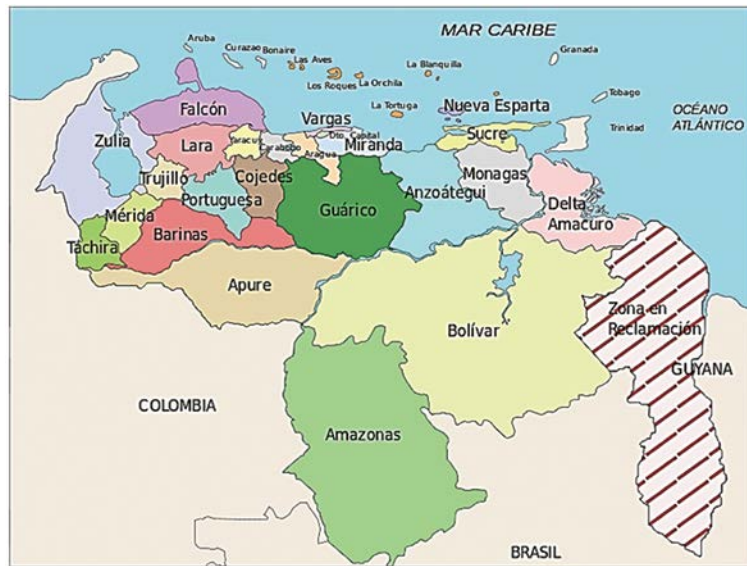 MAR CARIBE
Aruba
Curazao
Bonaire
Las Aves
Los Roques
La Orchila
La Blanquilla
Granada
La Tortuga
Nueva Esparta
Tobago
Trinidad
OCÉANO
ATLÁNTICO
Falcón
Vargas
Dto. Capital
Zulia
Lara
Yaracuy
Carabobo
Aragua
Miranda
Sucre
Trujillo
Cojedes
Portuguesa
Guárico
Anzoátegui
Monagas
Delta
Amacuro
Mérida
Táchira
Barinas
Apure
Bolívar
Zona en
Reclamación
GUYANA
COLOMBIA
Amazonas
BRASIL